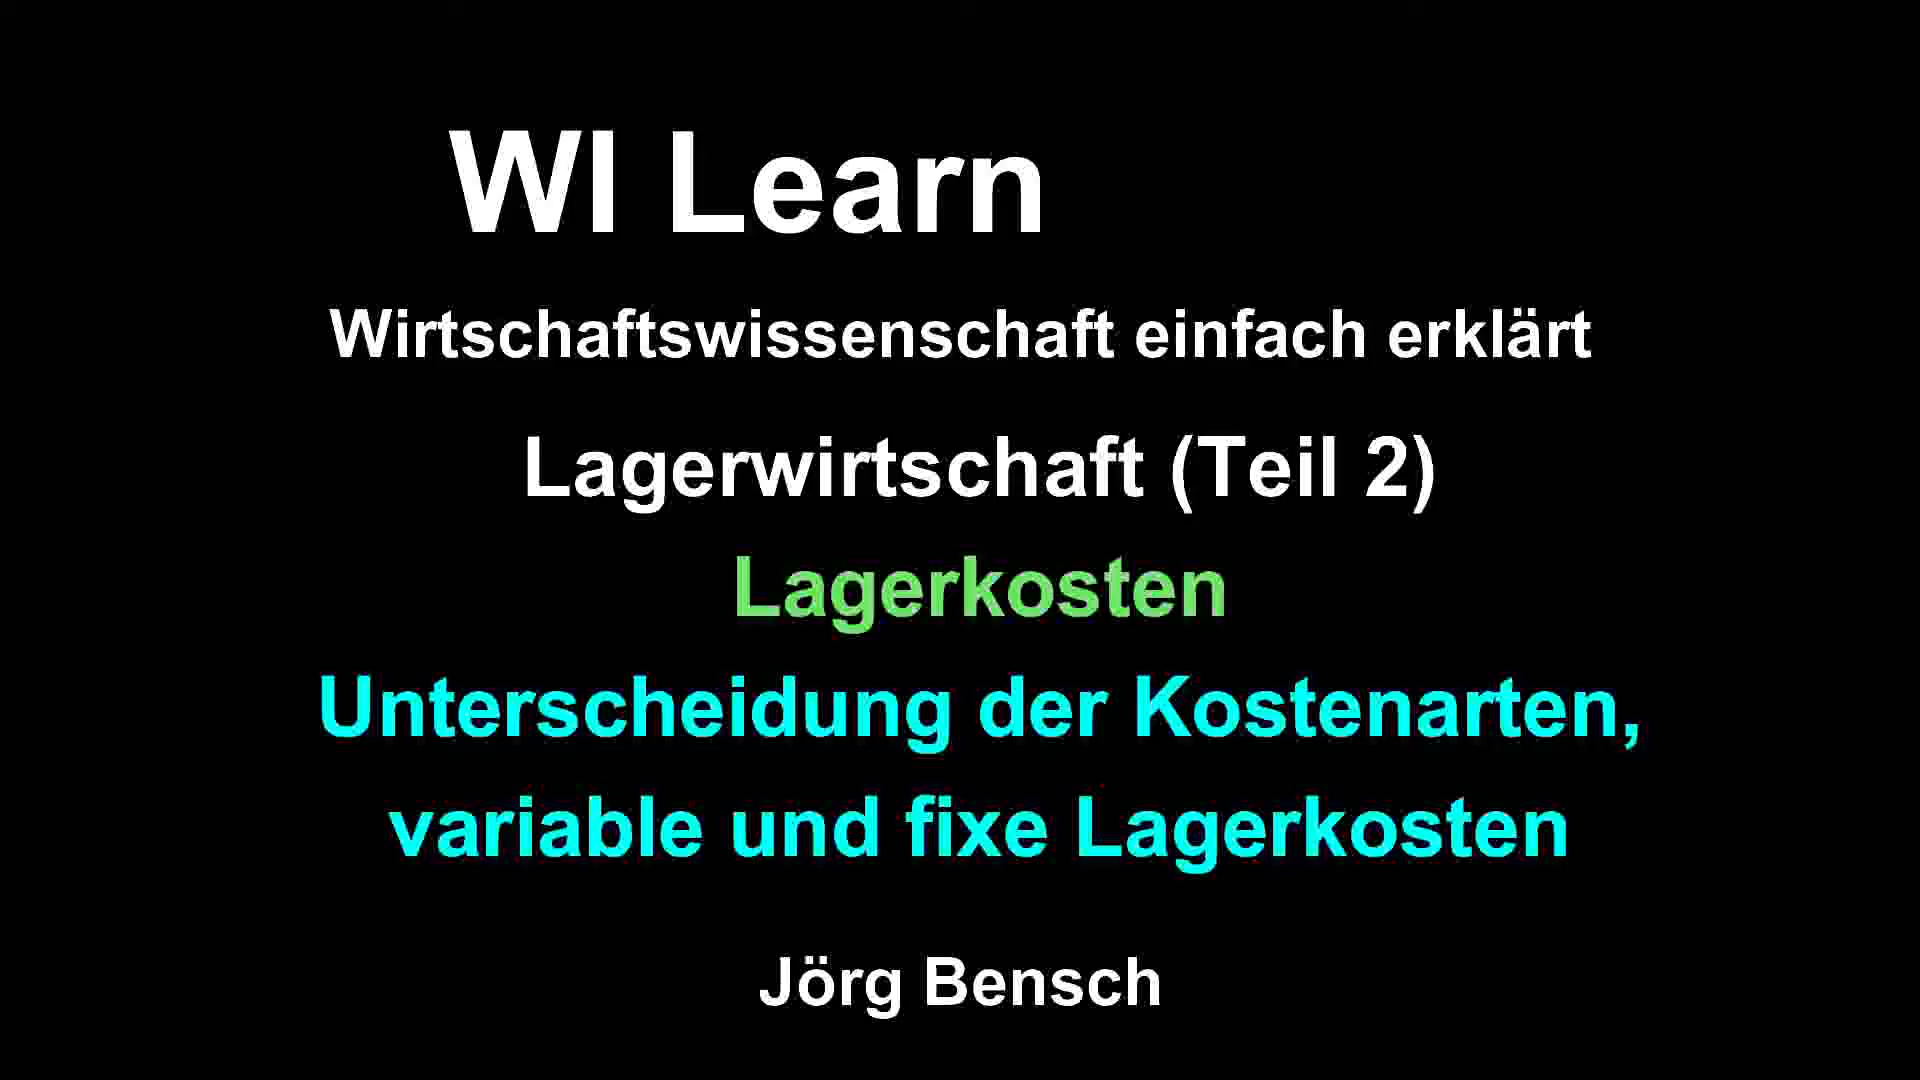 WI Learn
Wirtschaftswissenschaft einfach erklärt
Lagerwirtschaft (Teil 2)
Lagerkosten
Unterscheidung der Kostenarten,
variable und fixe Lagerkosten
Jörg Bensch